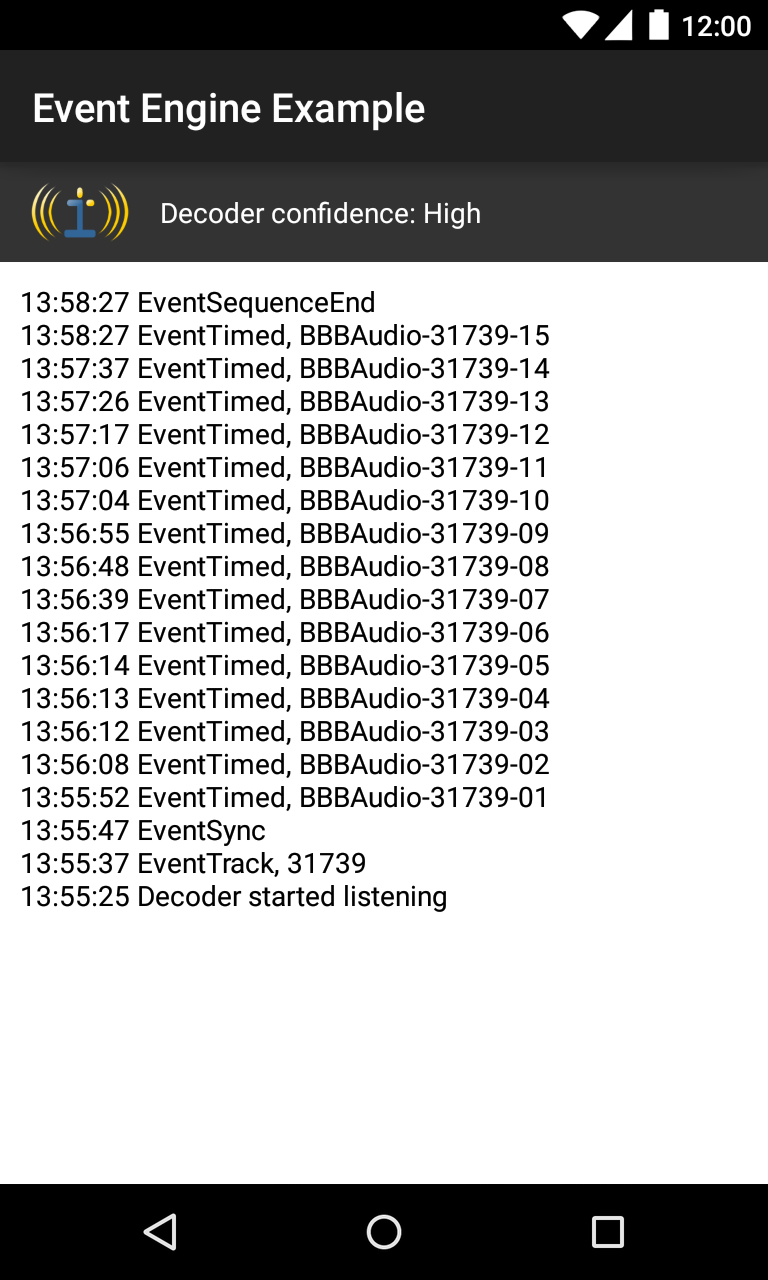 12:00
Event Engine Example
Decoder confidence: High
13:58:27 EventSequenceEnd
13:58:27 EventTimed, BBBAudio-31739-15
13:57:37 EventTimed, BBBAudio-31739-14
13:57:26 EventTimed, BBBAudio-31739-13
13:57:17 EventTimed, BBBAudio-31739-12
13:57:06 EventTimed, BBBAudio-31739-11
13:57:04 EventTimed, BBBAudio-31739-10
13:56:55 EventTimed, BBBAudio-31739-09
13:56:48 EventTimed, BBBAudio-31739-08
13:56:39 EventTimed, BBBAudio-31739-07
13:56:17 EventTimed, BBBAudio-31739-06
13:56:14 EventTimed, BBBAudio-31739-05
13:56:13 EventTimed, BBBAudio-31739-04
13:56:12 EventTimed, BBBAudio-31739-03
13:56:08 EventTimed, BBBAudio-31739-02
13:55:52 EventTimed, BBBAudio-31739-01
13:55:47 EventSync
13:55:37 EventTrack, 31739
13:55:25 Decoder started listening